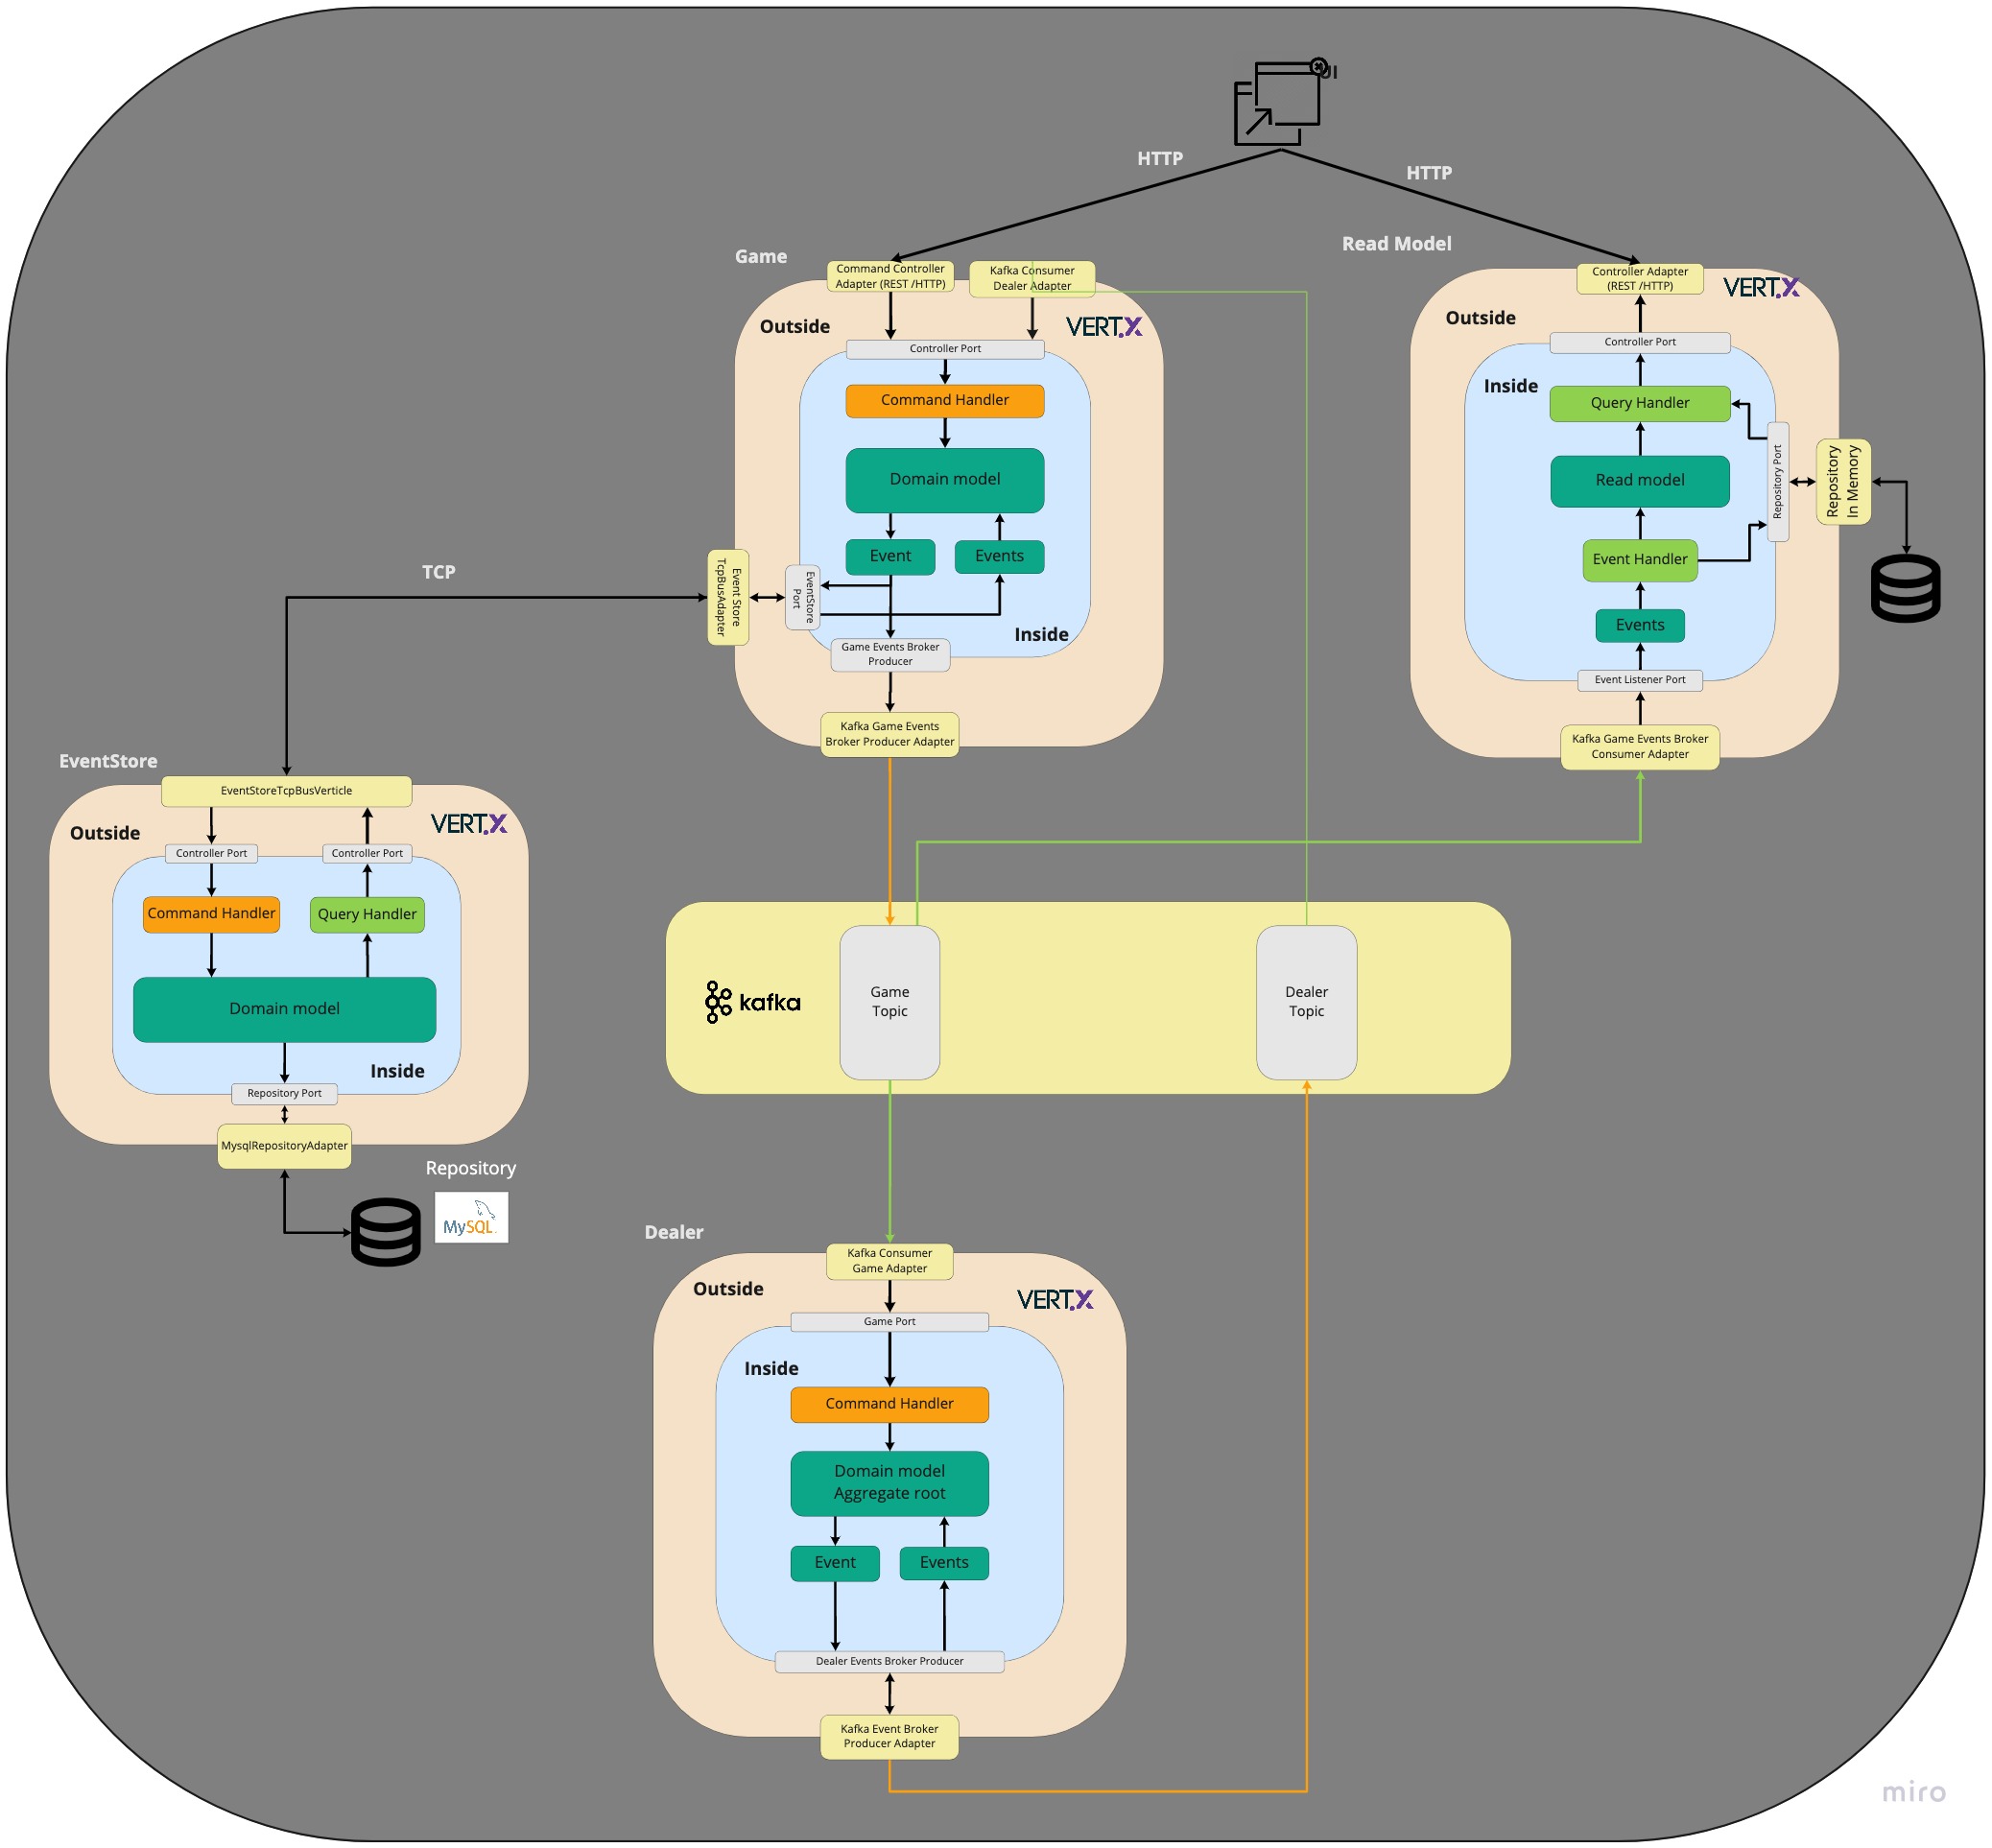 UI
HTTP
HTTP
Game
Command Controller
Adapter (REST /HTTP)
Kafka Consumer
Dealer Adapter
Outside
VERT.X
Controller Port
Command Handler
Domain model
Event
Events
Event Store
TcpBusAdapter
EventStore
Port
Inside
Game Events Broker
Producer
Kafka Game Events
Broker Producer Adapter
Read Model
Controller Adapter
(REST /HTTP)
VERT.X
Outside
Controller Port
Inside
Query Handler
Read model
Repository Port
Repository
In Memory
Event Handler
Events
Event Listener Port
Kafka Game Events Broker
Consumer Adapter
TCP
EventStore
EventStoreTcpBusVerticle
Outside
VERT.X
Controller Port
Controller Port
Command Handler
Query Handler
Domain model
Inside
Repository Port
MysqlRepositoryAdapter
Repository
MySQL
kafka
Game
Topic
Dealer
Topic
Dealer
Kafka Consumer
Game Adapter
Outside
VERT.X
Game Port
Inside
Command Handler
Domain model
Aggregate root
Event
Events
Dealer Events Broker Producer
Kafka Event Broker
Producer Adapter
miro